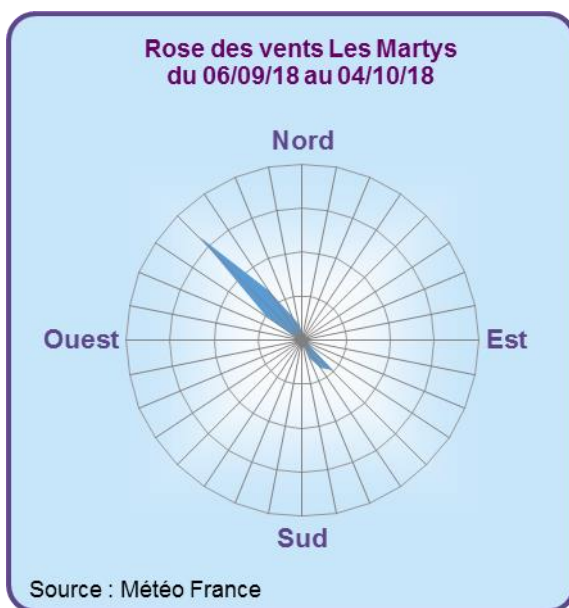 Rose des vents Les Martys
du 06/09/18 au 04/10/18
Nord
Ouest
Est
Sud
Source : Météo France